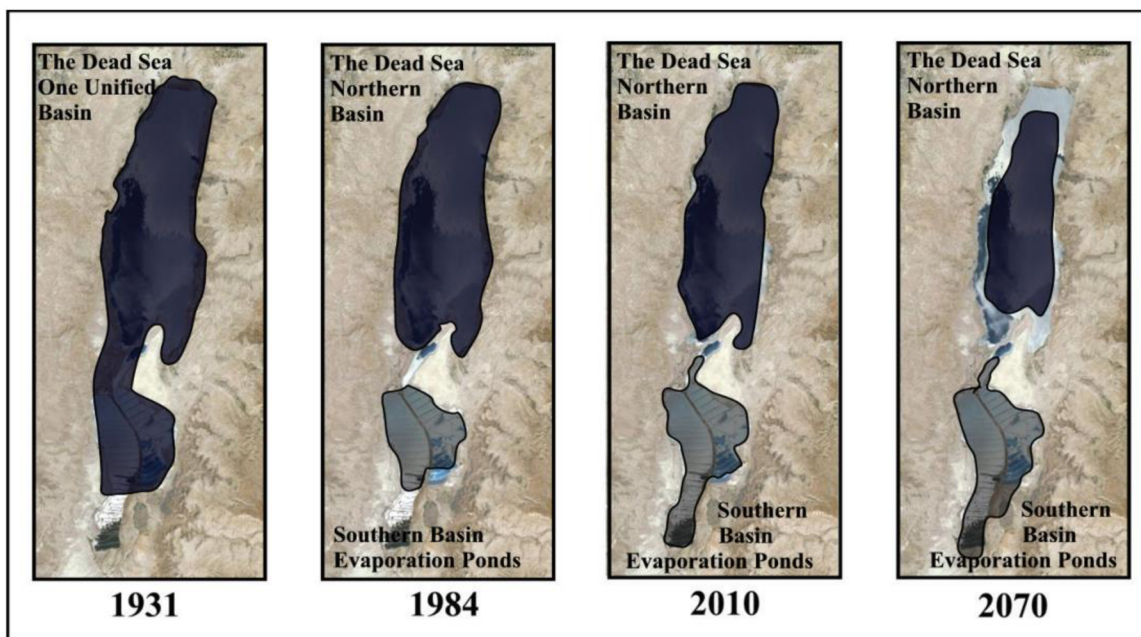 The Dead Sea
One Unified
Basin
1931
The Dead Sea
Northern
Basin
Southern Basin
Evaporation Ponds
1984
The Dead Sea
Northern
Basin
Southern
Basin
Evaporation Ponds
2010
The Dead Sea
Northern
Basin
Southern
Basin
Evaporation Ponds
2070